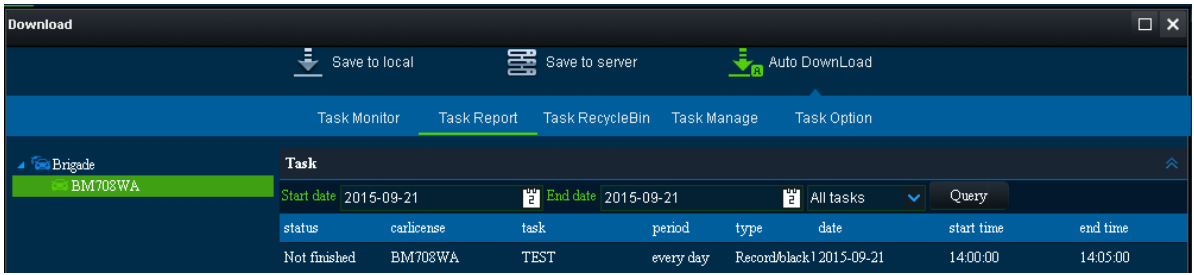 Download
Save to local Save to server Auto DownLoad
Task Monitor Task Report Task RecycleBin Task Manage Task Option
Brigade
BM708WA
Task
Start date 2015-09-21 End date 2015-09-21 All tasks Query
status carlicense task period type date start time end time
Not finished BM708WA TEST every day Record/black 2015-09-21 14:00:00 14:05:00